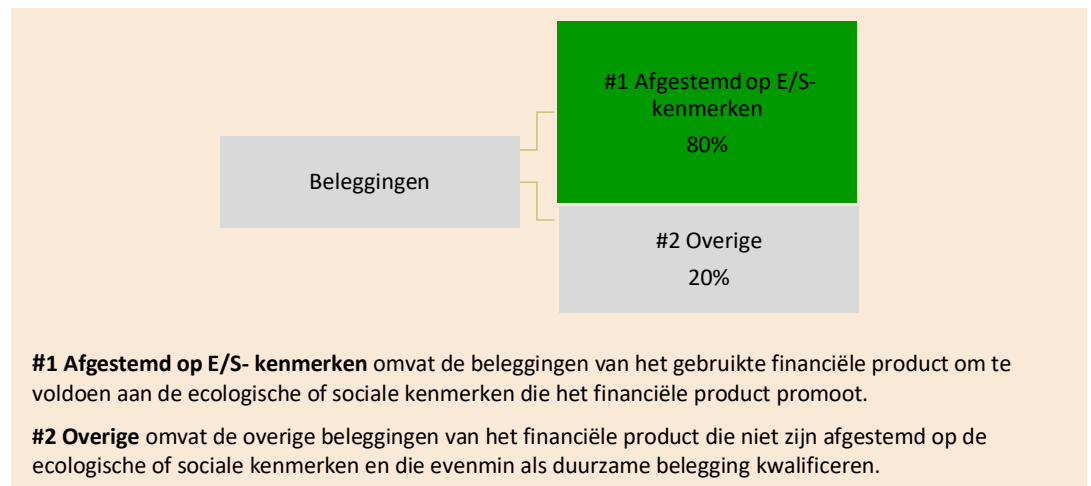 #1 Afgestemd op E/S-
kenmerken
80%
Beleggingen
#2 Overige
20%
#1 Afgestemd op E/S- kenmerken omvat de beleggingen van het gebruikte financiële product om te
voldoen aan de ecologische of sociale kenmerken die het financiële product promoot.
#2 Overige omvat de overige beleggingen van het financiële product die niet zijn afgestemd op de
ecologische of sociale kenmerken en die evenmin als duurzame belegging kwalificeren.